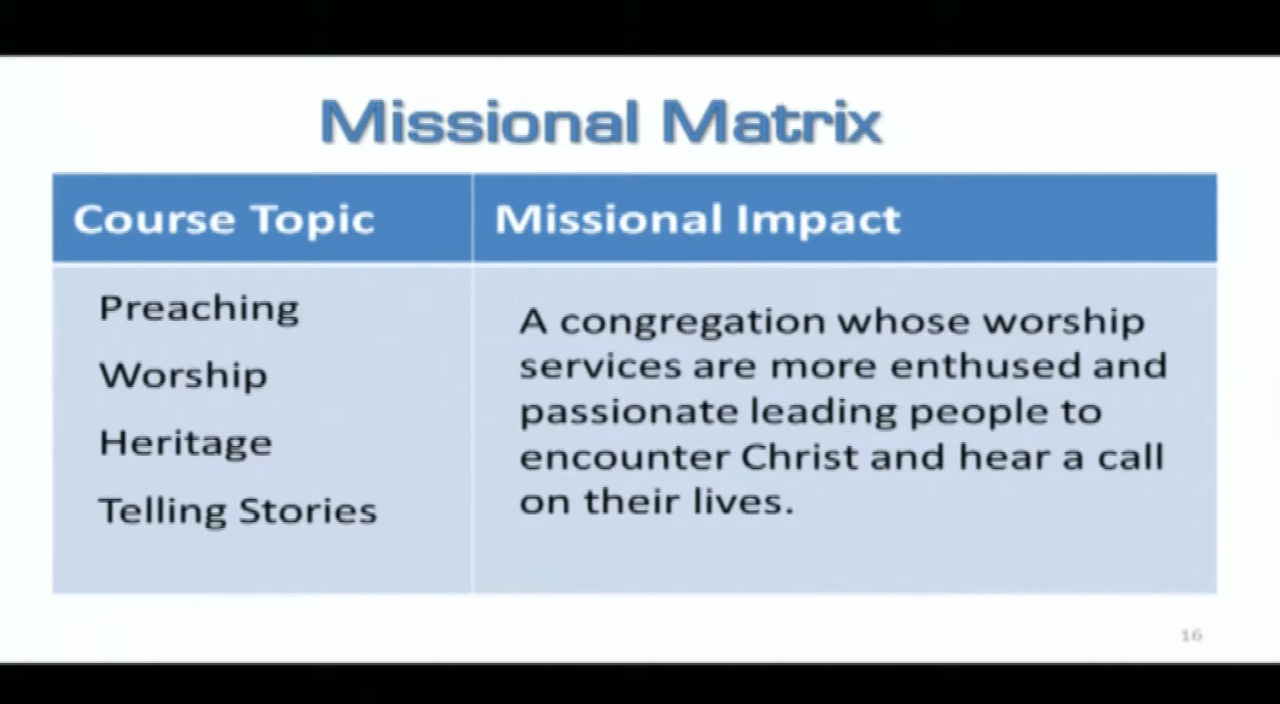 Missional Matrix
Course Topic
Missional Impact
Preaching
Worship
Heritage
Telling Stories
A congregation whose worship
services are more enthused and
passionate leading people to
encounter Christ and hear a call
on their lives.
16